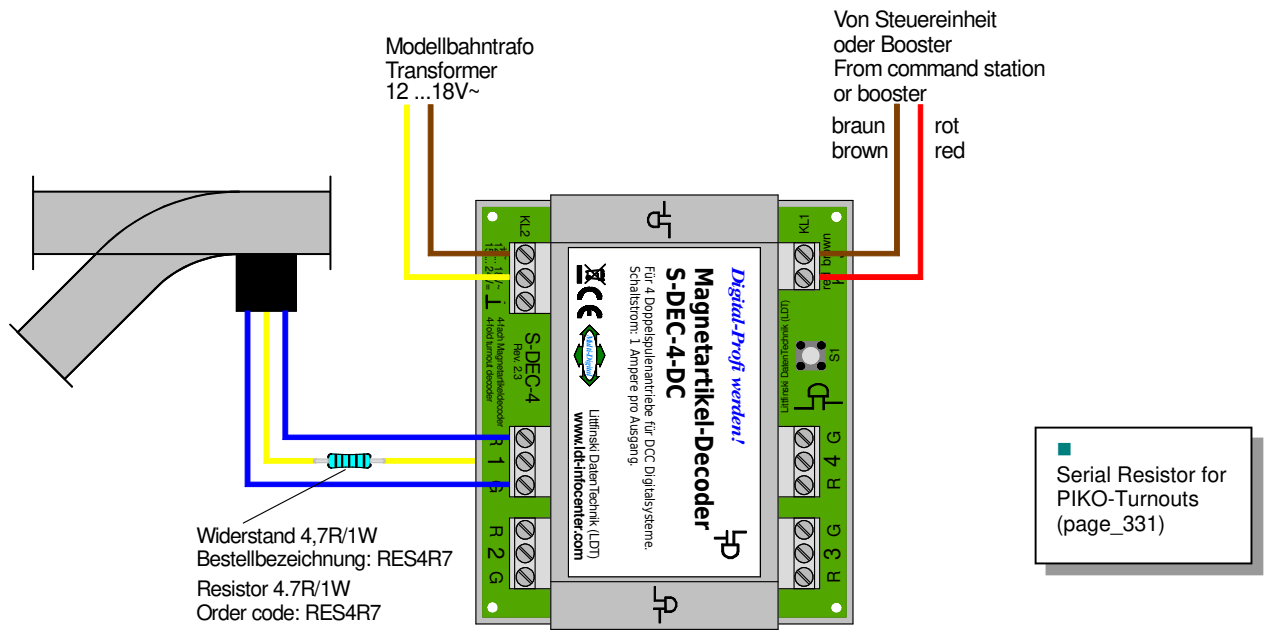 Modellbahntrafo
Transformer
12 ...18V~
Von Steuereinheit
oder Booster
From command station
or booster
braun
brown
rot
red
KL2
S-DEC-4
Rev. 2.3
4-fach Magnetartikeldecoder
4-fold turnout decoder
R 1 G
R 2 G
Digital-Profi werden!
Magnetartikel-Decoder
S-DEC-4-DC
Für 4 Doppelspulenantriebe für DCC Digitalsysteme.
Schaltstrom: 1 Ampere pro Ausgang.
CE
Multi-Digital
Littfinski DatenTechnik (LDT)
www.ldt-infocenter.com
KL1
red brown
Littfinski DatenTechnik (LDT)
S1
R 4 G
R 3 G
Widerstand 4,7R/1W
Bestellbezeichnung: RES4R7
Resistor 4.7R/1W
Order code: RES4R7
Serial Resistor for
PIKO-Turnouts
(page_331)